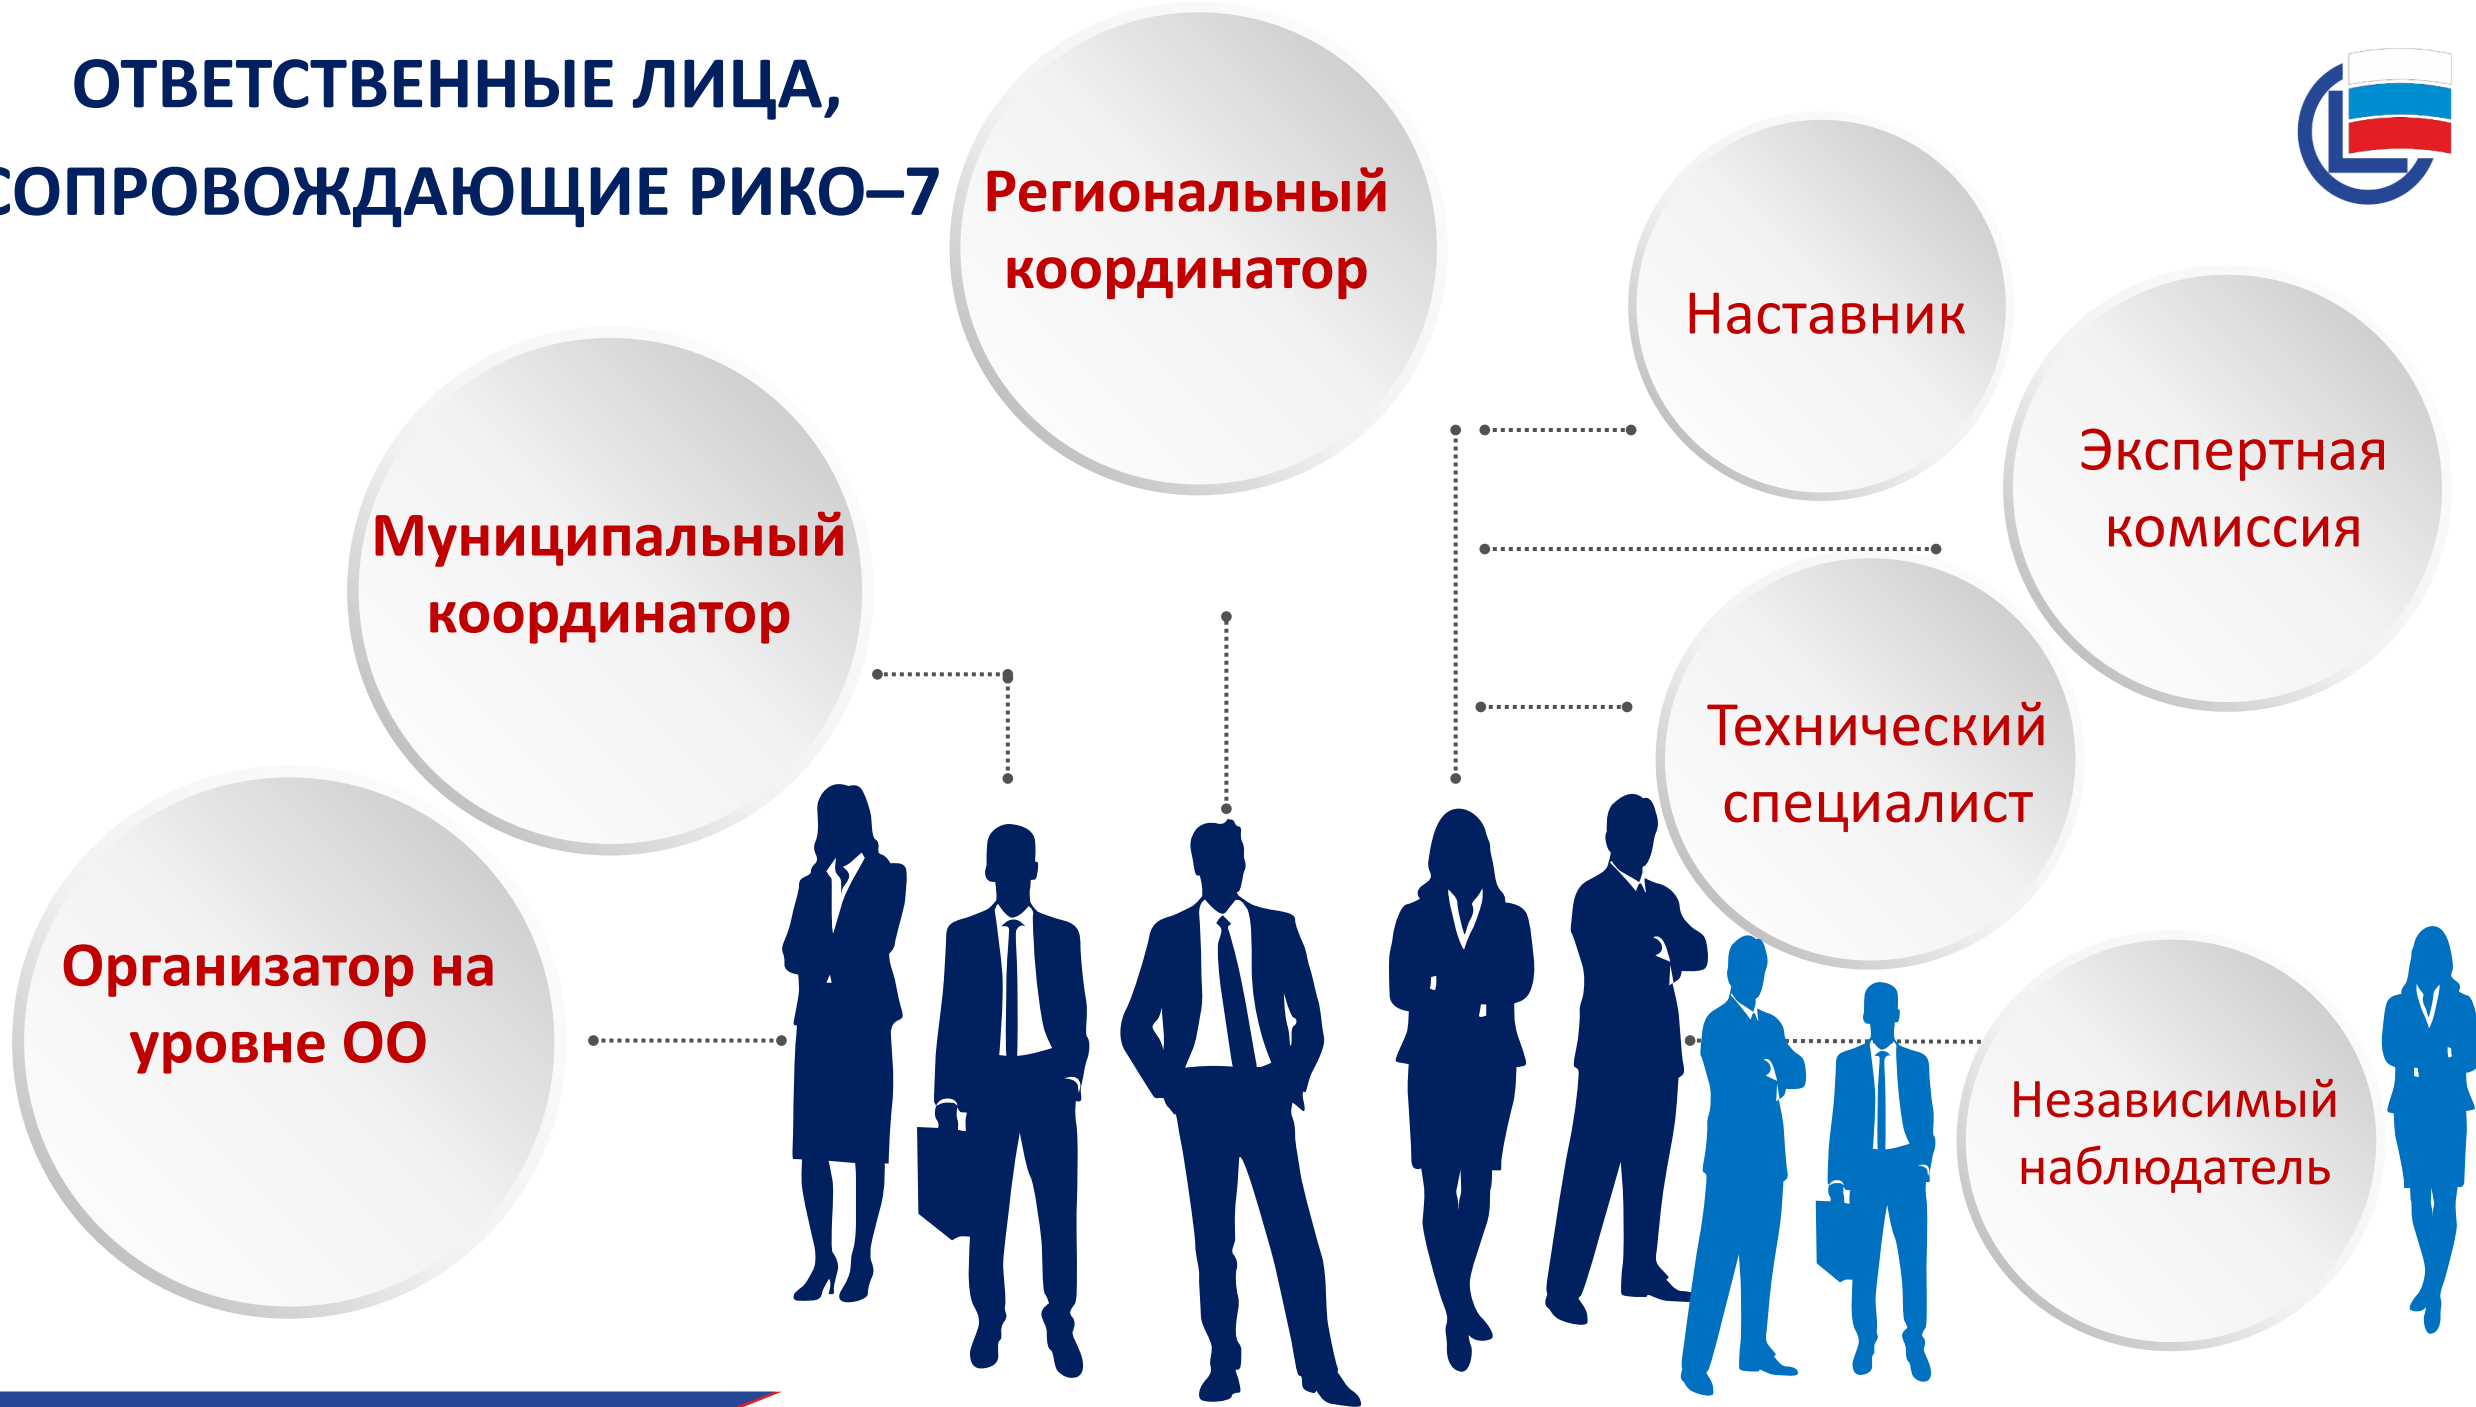 ОТВЕТСТВЕННЫЕ ЛИЦА,
СОПРОВОЖДАЮЩИЕ РИКО–7
Региональный
координатор
Наставник
Экспертная
комиссия
Муниципальный
координатор
Технический
специалист
Организатор на
уровне ОО
Независимый
наблюдатель